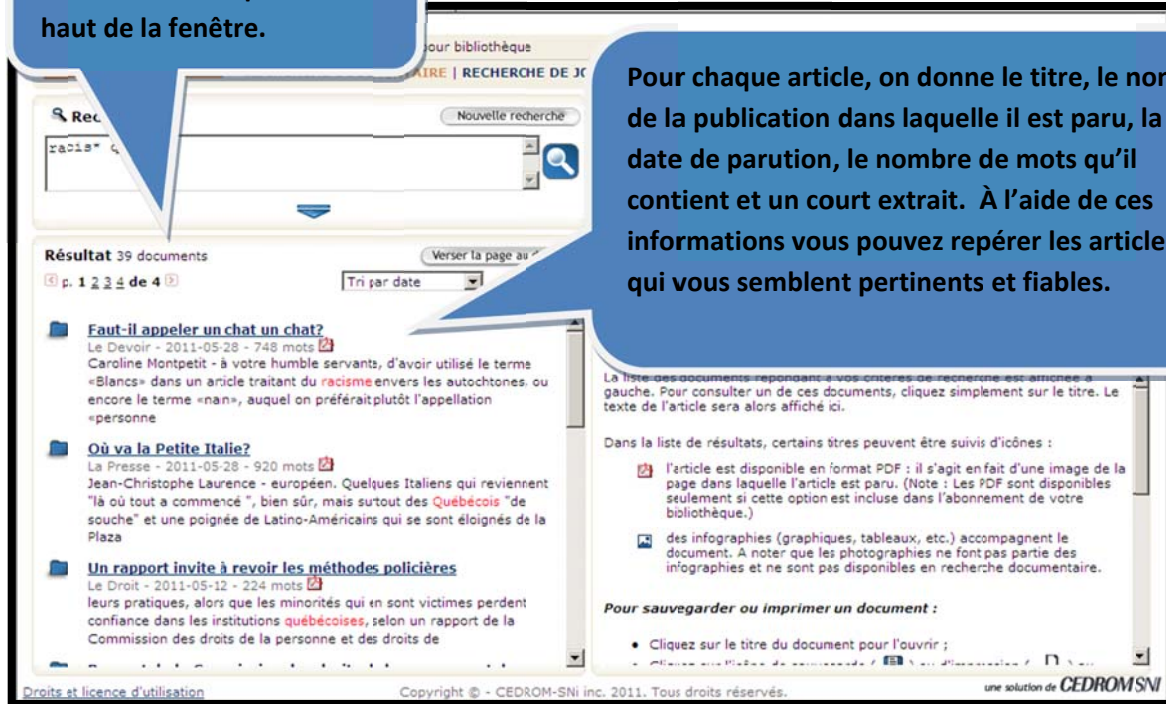 haut de la fenêtre.
pour bibliothèque
AIRE | RECHERCHE DE JO
Pour chaque article, on donne le titre, le nom
de la publication dans laquelle il est paru, la
date de parution, le nombre de mots qu'il
contient et un court extrait. À l'aide de ces
informations vous pouvez repérer les article
qui vous semblent pertinents et fiables.
Rec
Nouvelle recherche
racis*
Résultat 39 documents
Verser la page au
p. 1 2 3 4 de 4
Tri par date
Faut-il appeler un chat un chat?
Le Devoir - 2011-05-28 - 748 mots
Caroline Montpetit - à votre humble servante, d'avoir utilisé le terme
«Blancs» dans un article traitant du racisme envers les autochtones, ou
encore le terme «nan», auquel on préférait plutôt l'appellation
«personne
Où va la Petite Italie?
La Presse - 2011-05-28 - 920 mots
Jean-Christophe Laurence - européen. Quelques Italiens qui reviennent
"là où tout a commencé ", bien sûr, mais surtout des Québécois "de
souche" et une poignée de Latino-Américains qui se sont éloignés de la
Plaza
Un rapport invite à revoir les méthodes policières
Le Droit - 2011-05-12 - 224 mots
leurs pratiques, alors que les minorités qui en sont victimes perdent
confiance dans les institutions québécoises, selon un rapport de la
Commission des droits de la personne et des droits de
La liste des documents répondant à vos critères de recherche est affichée à
gauche. Pour consulter un de ces documents, cliquez simplement sur le titre. Le
texte de l'article sera alors affiché ici.
Dans la liste de résultats, certains titres peuvent être suivis d'icônes :
l'article est disponible en format PDF : il s'agit en fait d'une image de la
page dans laquelle l'article est paru. (Note : Les PDF sont disponibles
seulement si cette option est incluse dans l'abonnement de votre
bibliothèque.)
des infographies (graphiques, tableaux, etc.) accompagnent le
document. A noter que les photographies ne font pas partie des
infographies et ne sont pas disponibles en recherche documentaire.
Pour sauvegarder ou imprimer un document :
• Cliquez sur le titre du document pour l'ouvrir ;
Droits et licence d'utilisation
Copyright © - CEDROM-SNi inc. 2011. Tous droits réservés.
une solution de CEDROM SNI